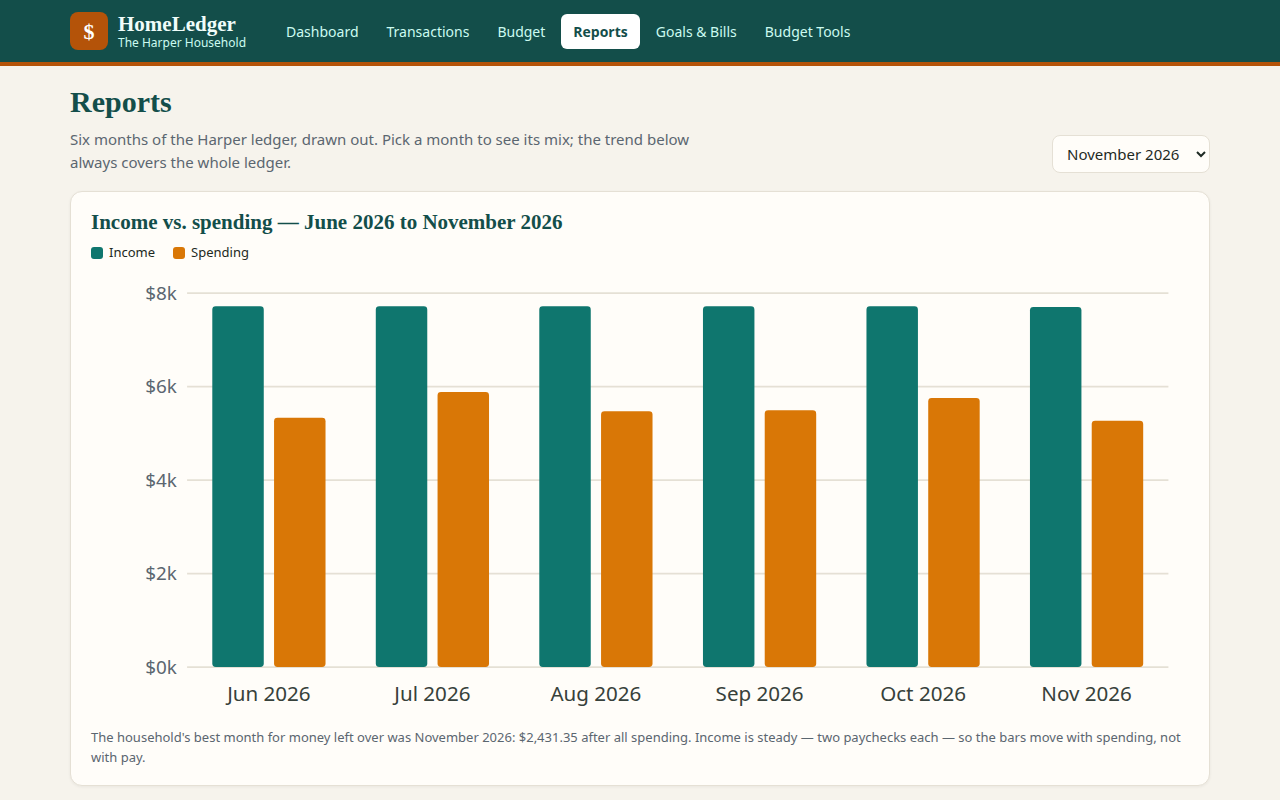 $
HomeLedger
The Harper Household
Dashboard
Transactions
Budget
Reports
Goals & Bills
Budget Tools
Reports
Six months of the Harper ledger, drawn out. Pick a month to see its mix; the trend below
always covers the whole ledger.
November 2026
Income vs. spending — June 2026 to November 2026
Income
Spending
$8k
$6k
$4k
$2k
$0k
Jun 2026
Jul 2026
Aug 2026
Sep 2026
Oct 2026
Nov 2026
The household's best month for money left over was November 2026: $2,431.35 after all spending. Income is steady — two paychecks each — so the bars move with spending, not
with pay.